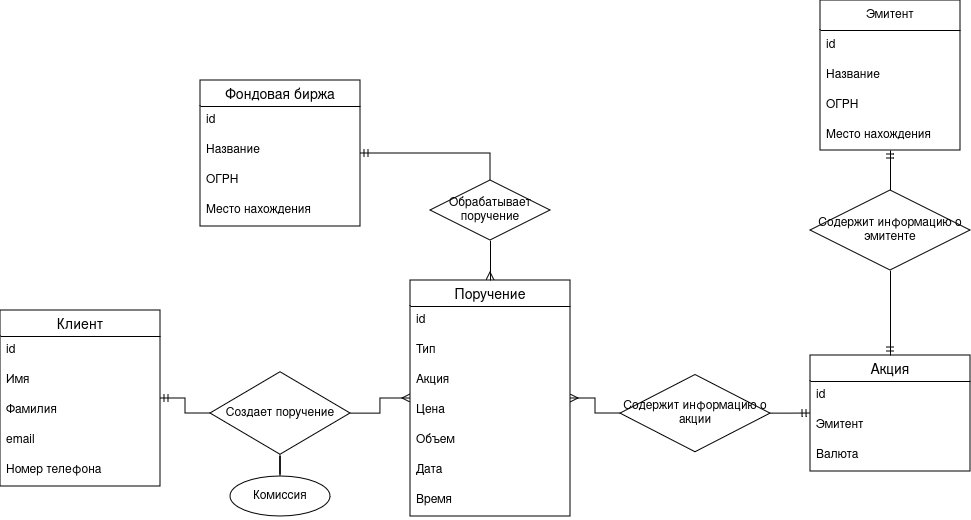 Эмитент
id
Название
ОГРН
Место нахождения
Фондовая биржа
id
Название
ОГРН
Место нахождения
Обрабатывает
поручение
Содержит информацию о
эмитенте
Поручение
id
Тип
Акция
Цена
Объем
Дата
Время
Клиент
id
Имя
Фамилия
email
Номер телефона
Создает поручение
Комиссия
Содержит информацию о
акции
Акция
id
Эмитент
Валюта